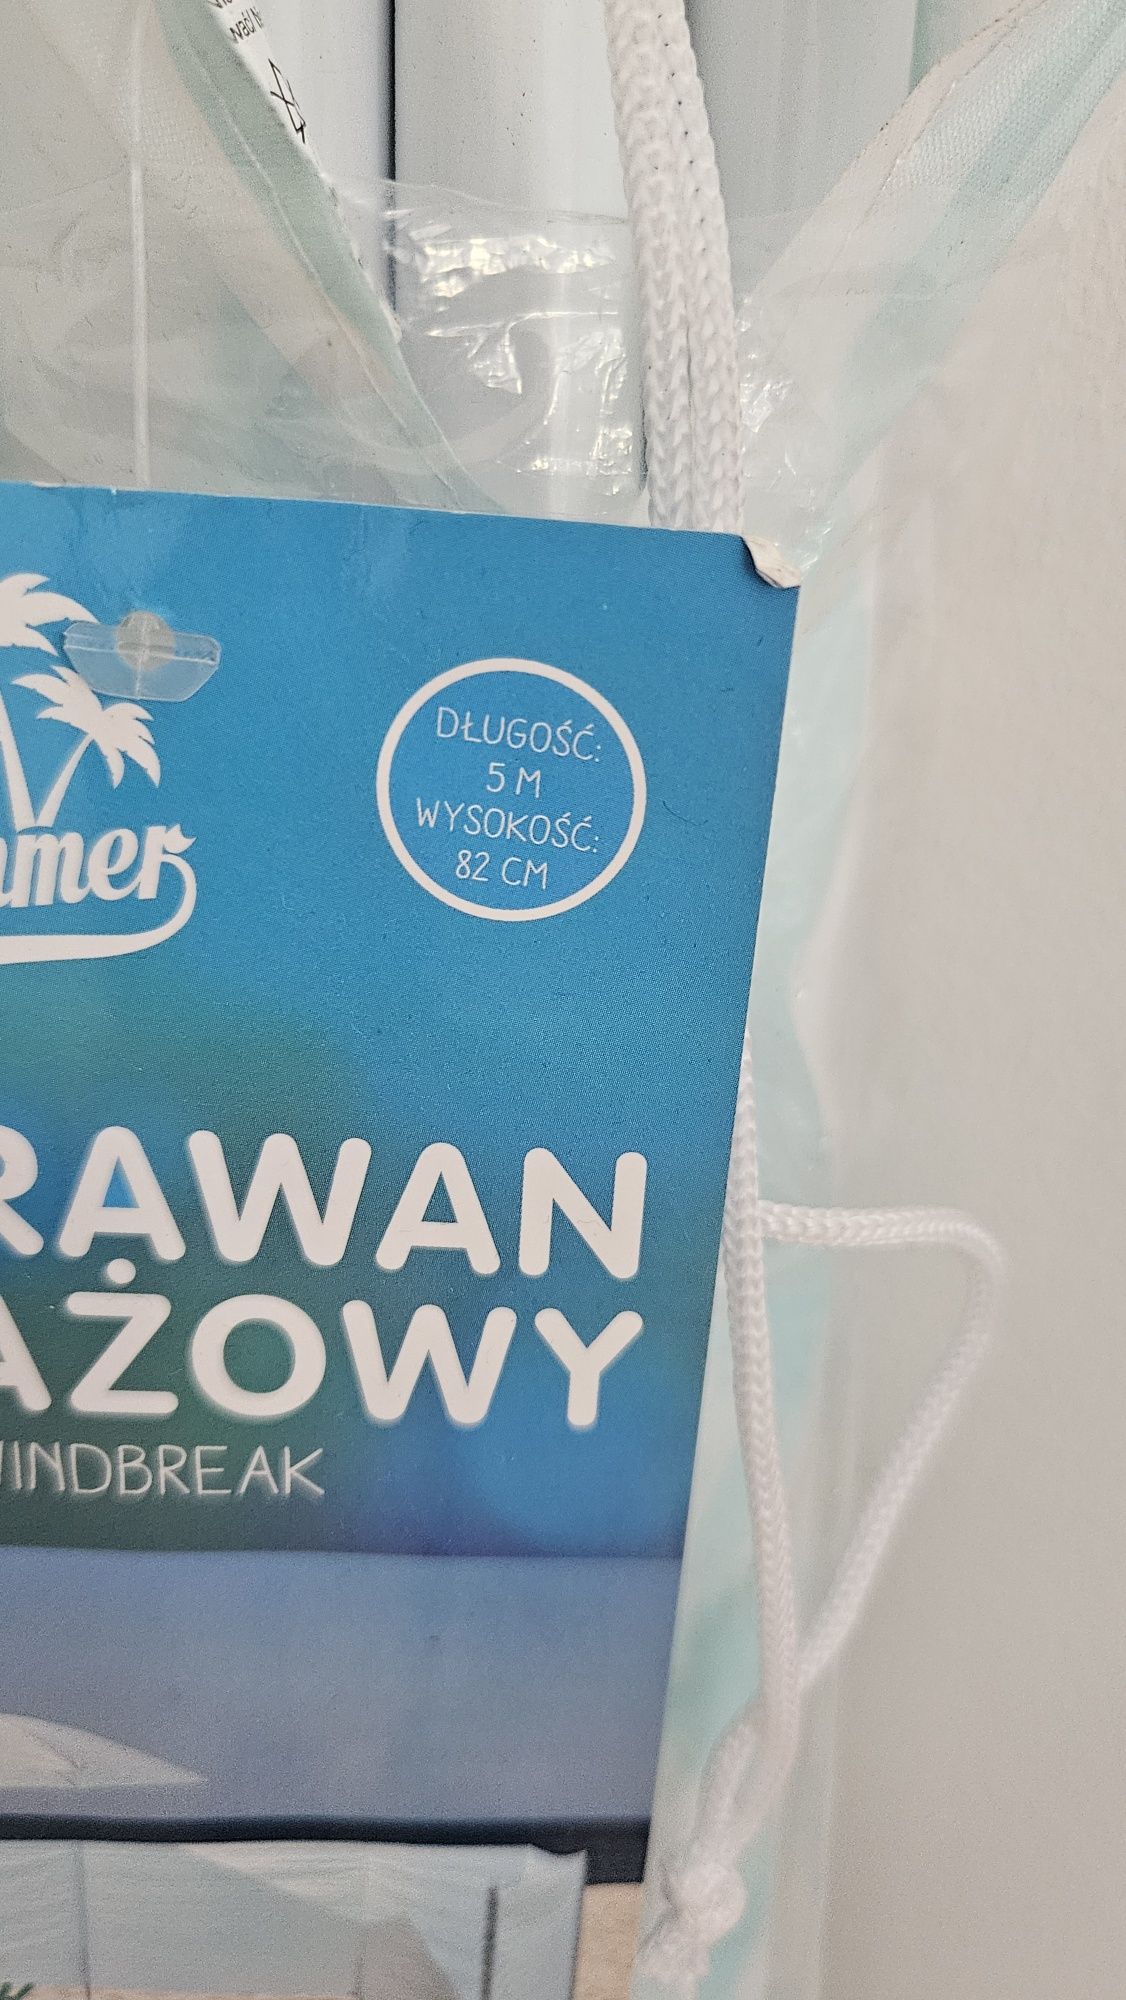 DŁUGOŚĆ:
5 M
WYSOKOŚĆ:
82 CM
RAWAN
AŻOWY
INDBREAK